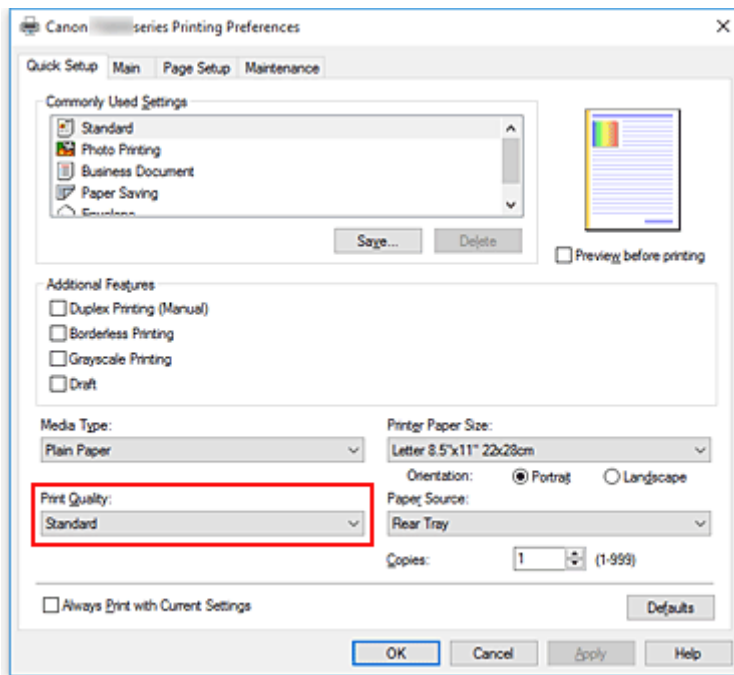 Canon series Printing Preferences
Quick Setup Main Page Setup Maintenance
Commonly Used Settings
Standard
Photo Printing
Business Document
Paper Saving
Envelope
Save... Delete
Preview before printing
Additional Features
Duplex Printing (Manual)
Borderless Printing
Grayscale Printing
Draft
Media Type: Printer Paper Size:
Plain Paper Letter 8.5"x11" 22x28cm
Orientation: Portrait Landscape
Print Quality: Paper Source:
Standard Rear Tray
Copies: 1 (1-999)
Always Print with Current Settings Defaults
OK Cancel Apply Help